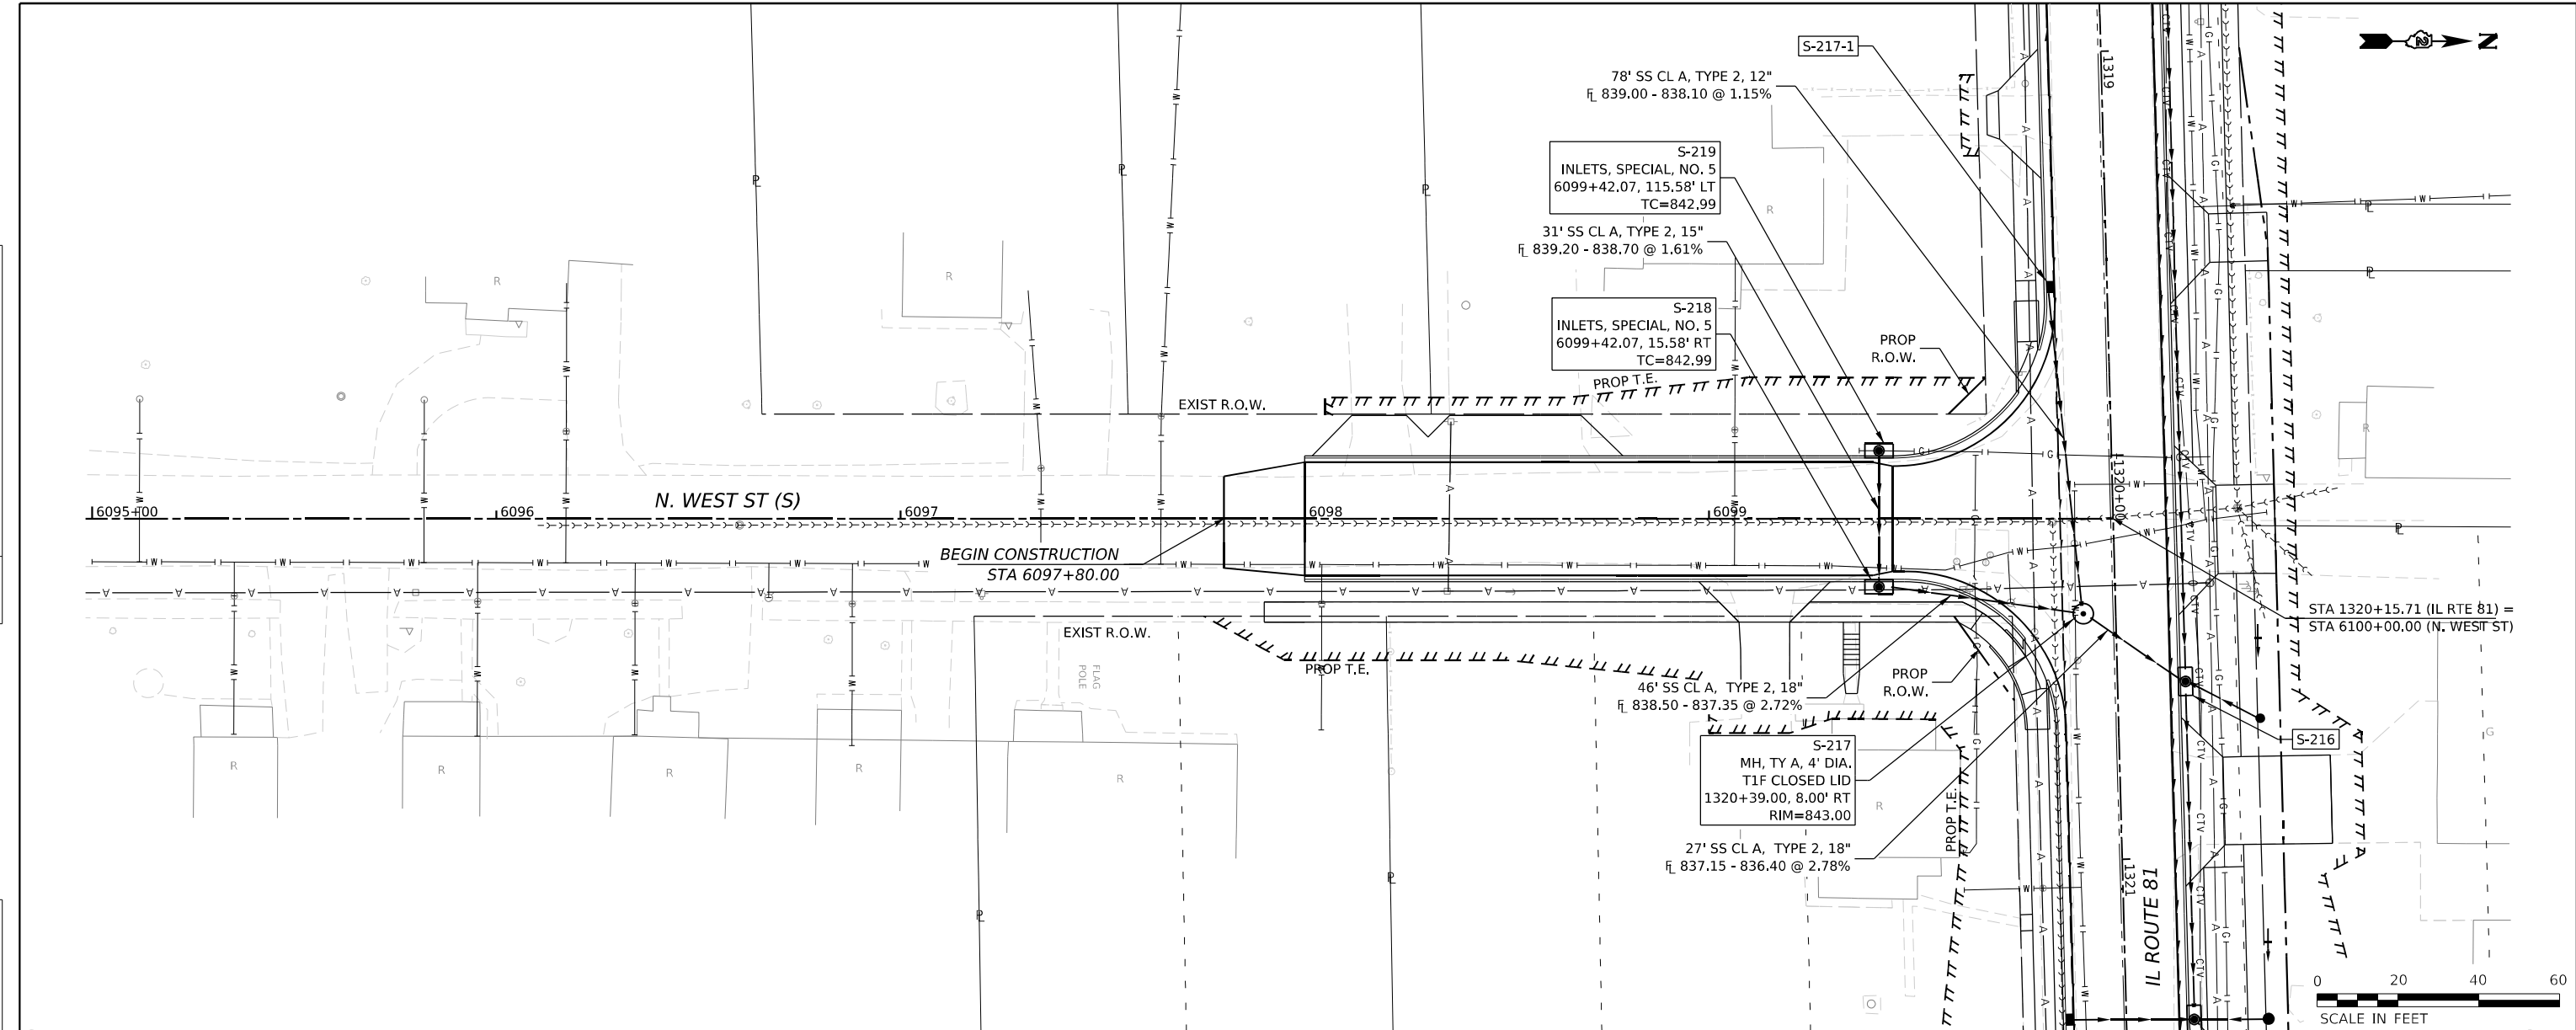 N
S-217-1
1319
78' SS CL A, TYPE 2, 12"
FL 839.00 - 838.10 @ 1.15%
S-219
INLETS, SPECIAL, NO. 5
6099+42.07, 115.58' LT
TC=842.99
31' SS CL A, TYPE 2, 15"
FL 839.20 - 838.70 @ 1.61%
S-218
INLETS, SPECIAL, NO. 5
6099+42.07, 15.58' RT
TC=842.99
PROP
R.O.W.
PROP T.E.
EXIST R.O.W.
N. WEST ST (S)
6095+00
6096
6097
6098
6099
1320+00
BEGIN CONSTRUCTION
STA 6097+80.00
STA 1320+15.71 (IL RTE 81) =
STA 6100+00.00 (N. WEST ST)
EXIST R.O.W.
PROP T.E.
FLAG
POLE
PROP
R.O.W.
46' SS CL A, TYPE 2, 18"
FL 838.50 - 837.35 @ 2.72%
S-216
S-217
MH, TY A, 4' DIA.
T1F CLOSED LID
1320+39.00, 8.00' RT
RIM=843.00
PROP T.E.
27' SS CL A, TYPE 2, 18"
FL 837.15 - 836.40 @ 2.78%
1321
IL ROUTE 81
0 20 40 60
SCALE IN FEET